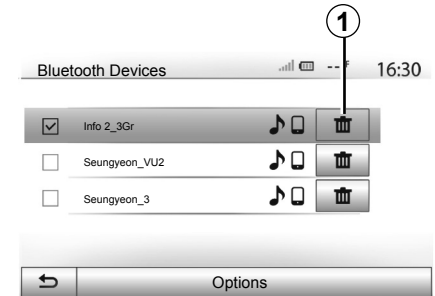 1
Bluetooth Devices --°F 16:30
Info 2_3Gr
Seungyeon_VU2
Seungyeon_3
Options